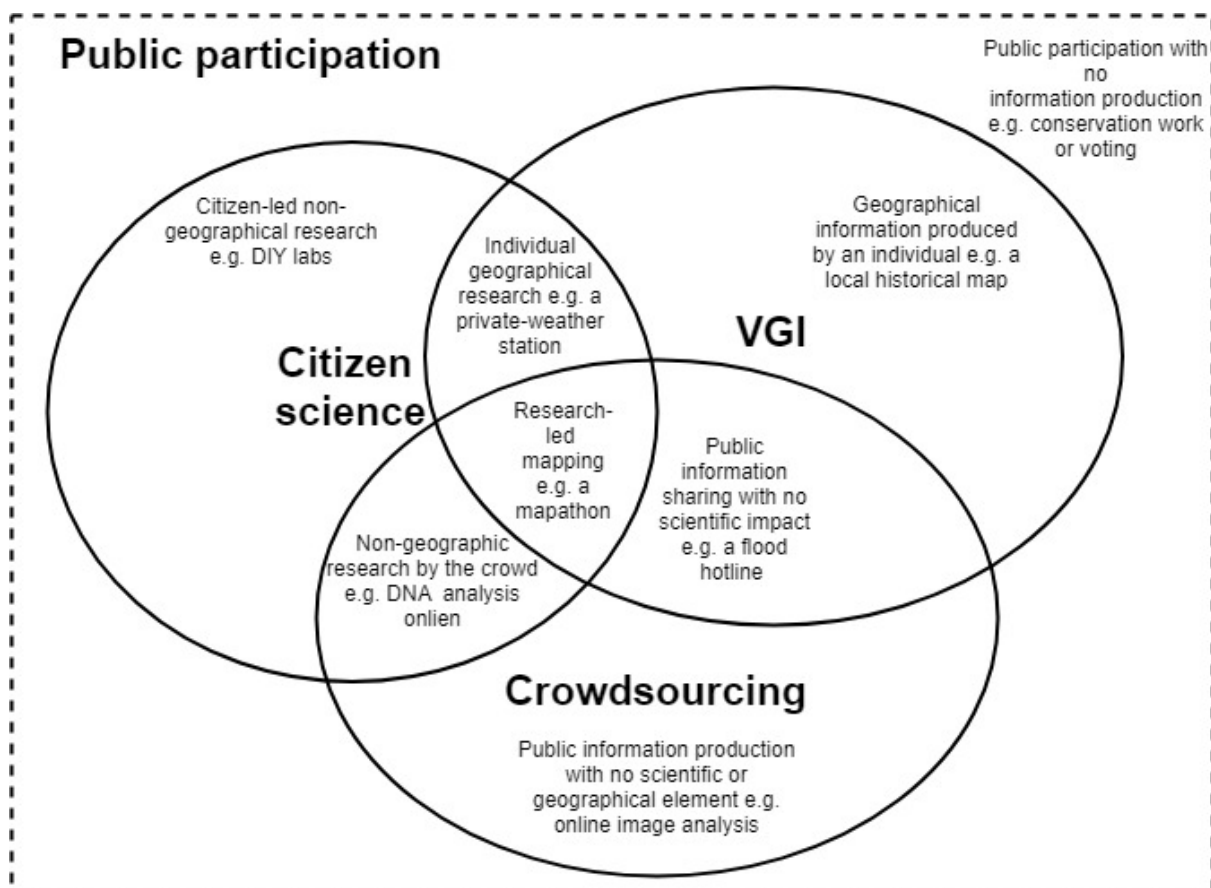 Public participation
Public participation with
no
information production
e.g. conservation work
or voting
Citizen-led non-
geographical research
e.g. DIY labs
Individual
geographical
research e.g. a
private-weather
station
Geographical
information produced
by an individual e.g. a
local historical map
VGI
Citizen
science
Research-
led
mapping
e.g. a
mapathon
Public
information
sharing with no
scientific impact
e.g. a flood
hotline
Non-geographic
research by the crowd
e.g. DNA analysis
onlien
Crowdsourcing
Public information production
with no scientific or
geographical element e.g.
online image analysis